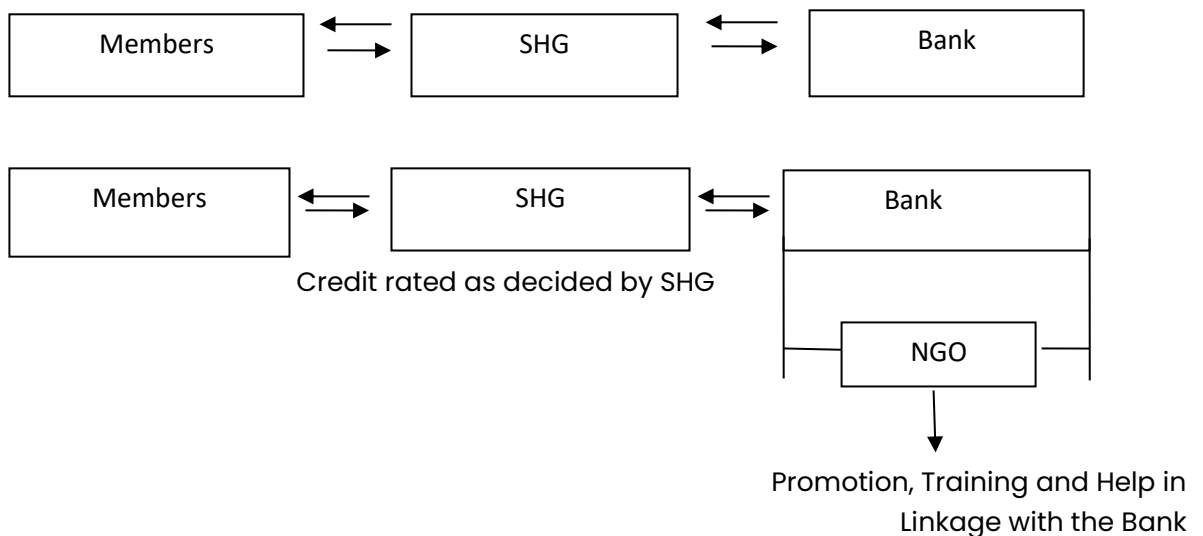 Members
SHG
Bank
Members
SHG
Bank
Credit rated as decided by SHG
NGO
Promotion, Training and Help in
Linkage with the Bank